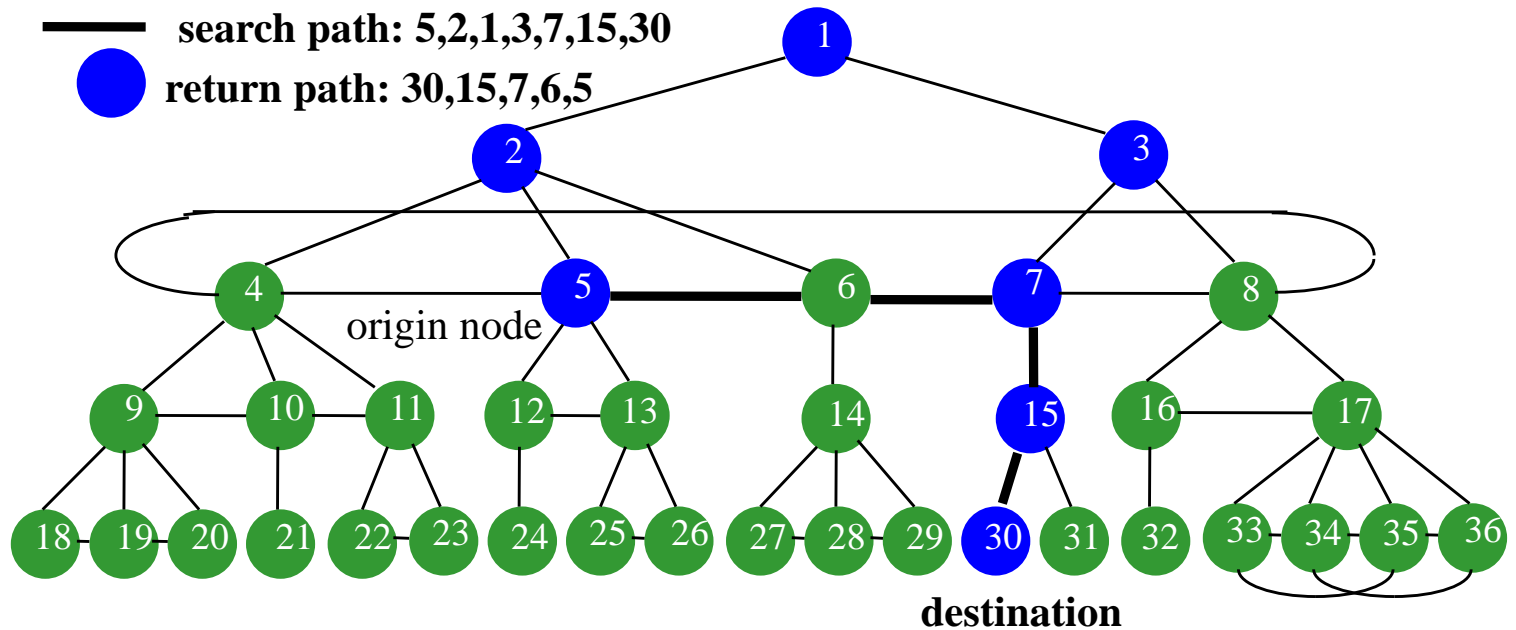 search path: 5,2,1,3,7,15,30
return path: 30,15,7,6,5
1
2 3
4 5 6 7 8
origin node
9 10 11 12 13 14 15 16 17
18 19 20 21 22 23 24 25 26 27 28 29 30 31 32 33 34 35 36
destination